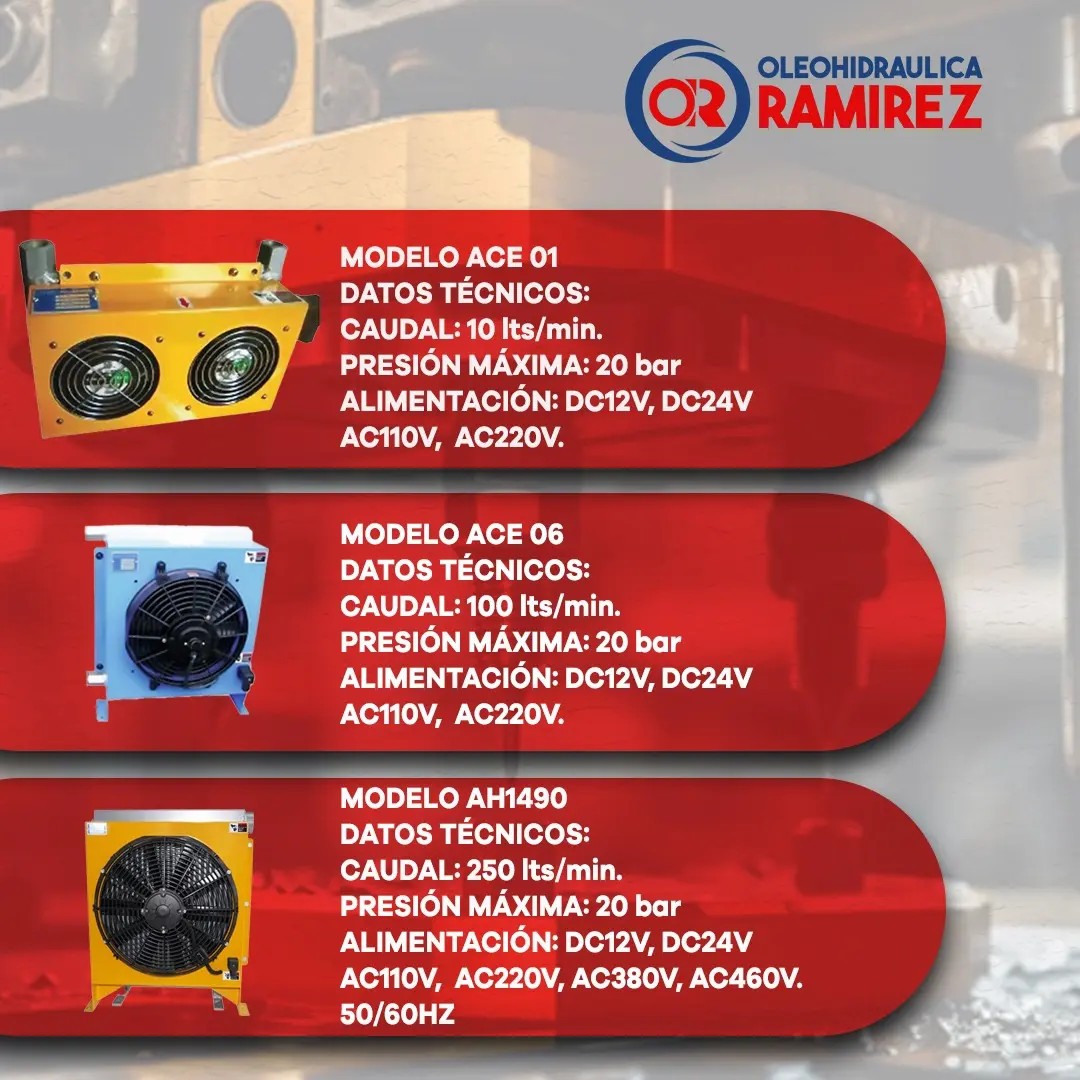 OLEOHIDRAULICA
OR RAMIREZ
MODELO ACE 01
DATOS TÉCNICOS:
CAUDAL: 10 lts/min.
PRESIÓN MÁXIMA: 20 bar
ALIMENTACIÓN: DC12V, DC24V
AC110V, AC220V.
MODELO ACE 06
DATOS TÉCNICOS:
CAUDAL: 100 lts/min.
PRESIÓN MÁXIMA: 20 bar
ALIMENTACIÓN: DC12V, DC24V
AC110V, AC220V.
MODELO AH1490
DATOS TÉCNICOS:
CAUDAL: 250 lts/min.
PRESIÓN MÁXIMA: 20 bar
ALIMENTACIÓN: DC12V, DC24V
AC110V, AC220V, AC380V, AC460V.
50/60HZ